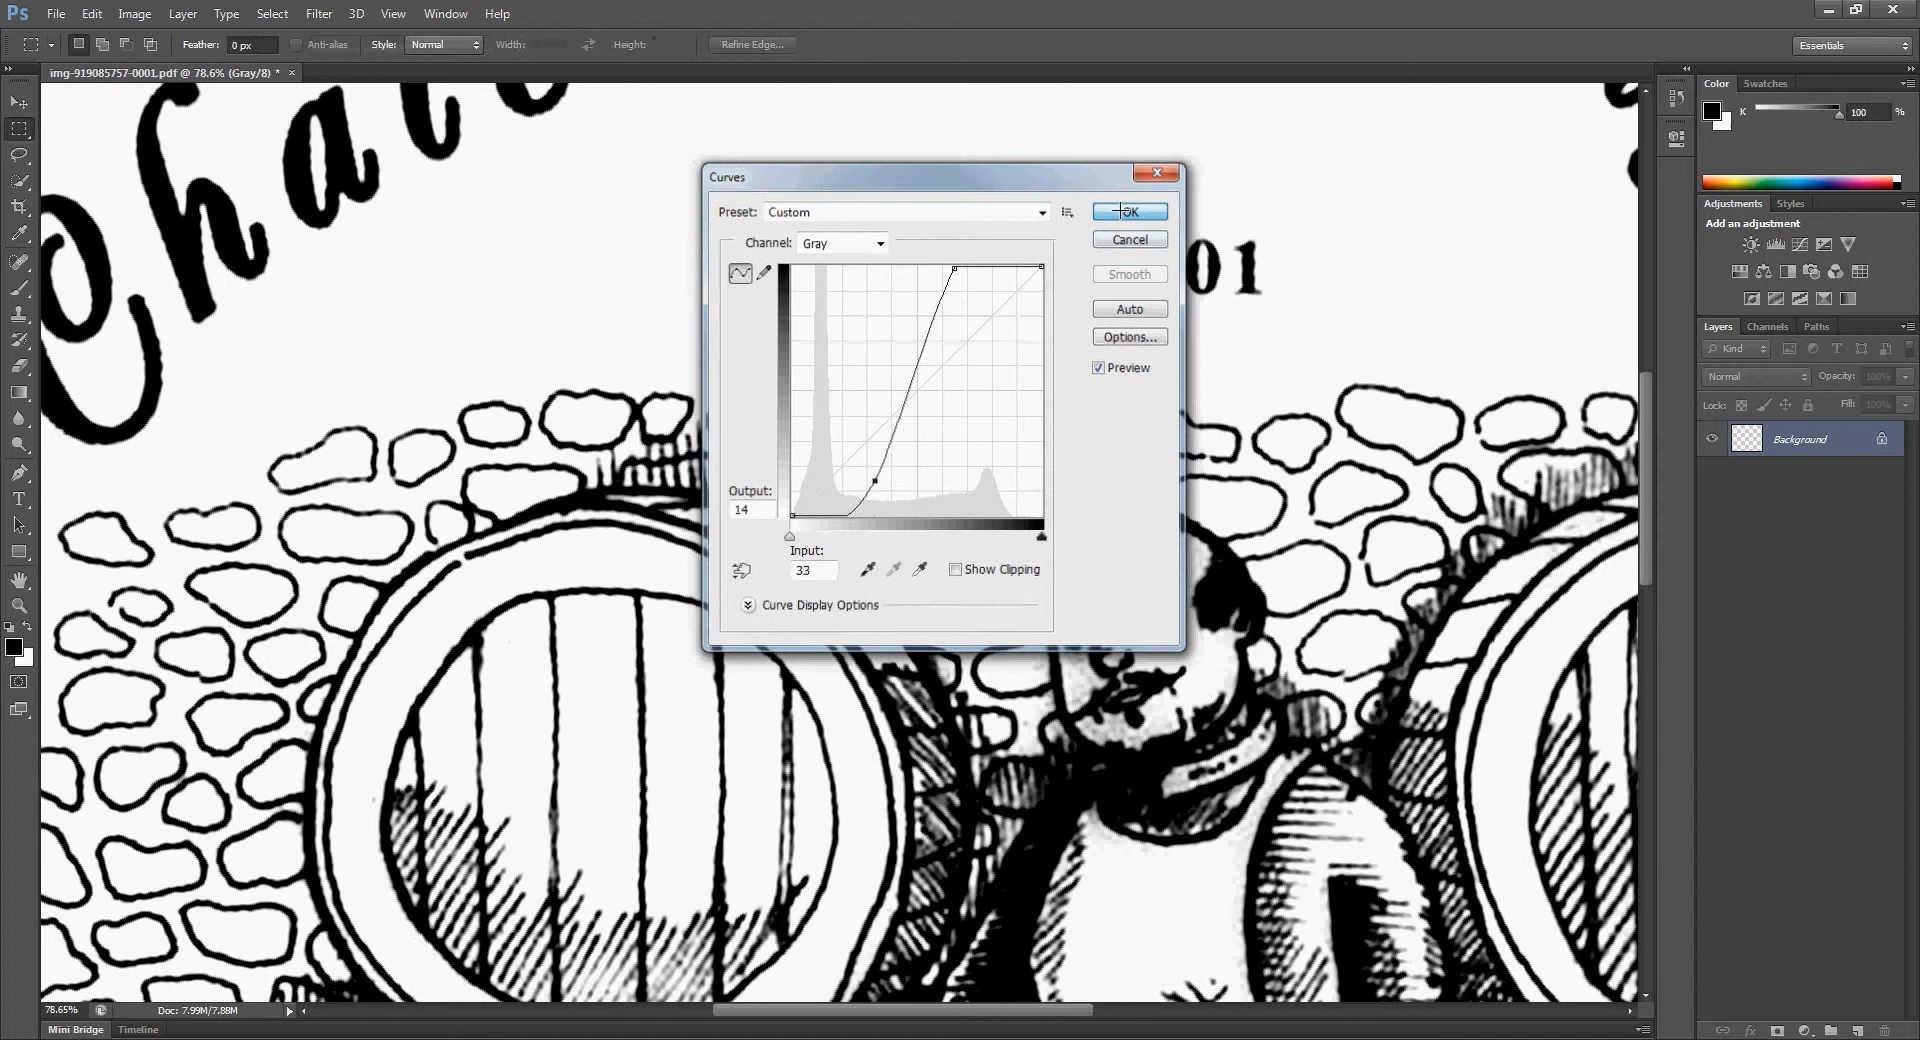 Ps File Edit Image Layer Type Select Filter 3D View Window Help
Feather: 0 px Anti-alias Style: Normal Width: Height: Refine Edge... Essentials
img-919085757-0001.pdf @ 78.6% (Gray/8) * ×
Color Swatches
K 100 %
Adjustments Styles
Add an adjustment
Layers Channels Paths
Kind
Normal Opacity: 100%
Lock: Fill: 100%
Background
Curves
Preset: Custom OK
Channel: Gray Cancel
Smooth
Auto
Options...
Preview
Output:
14
Input:
33 Show Clipping
Curve Display Options
01
78.65% Doc: 7.99M/7.88M
Mini Bridge Timeline